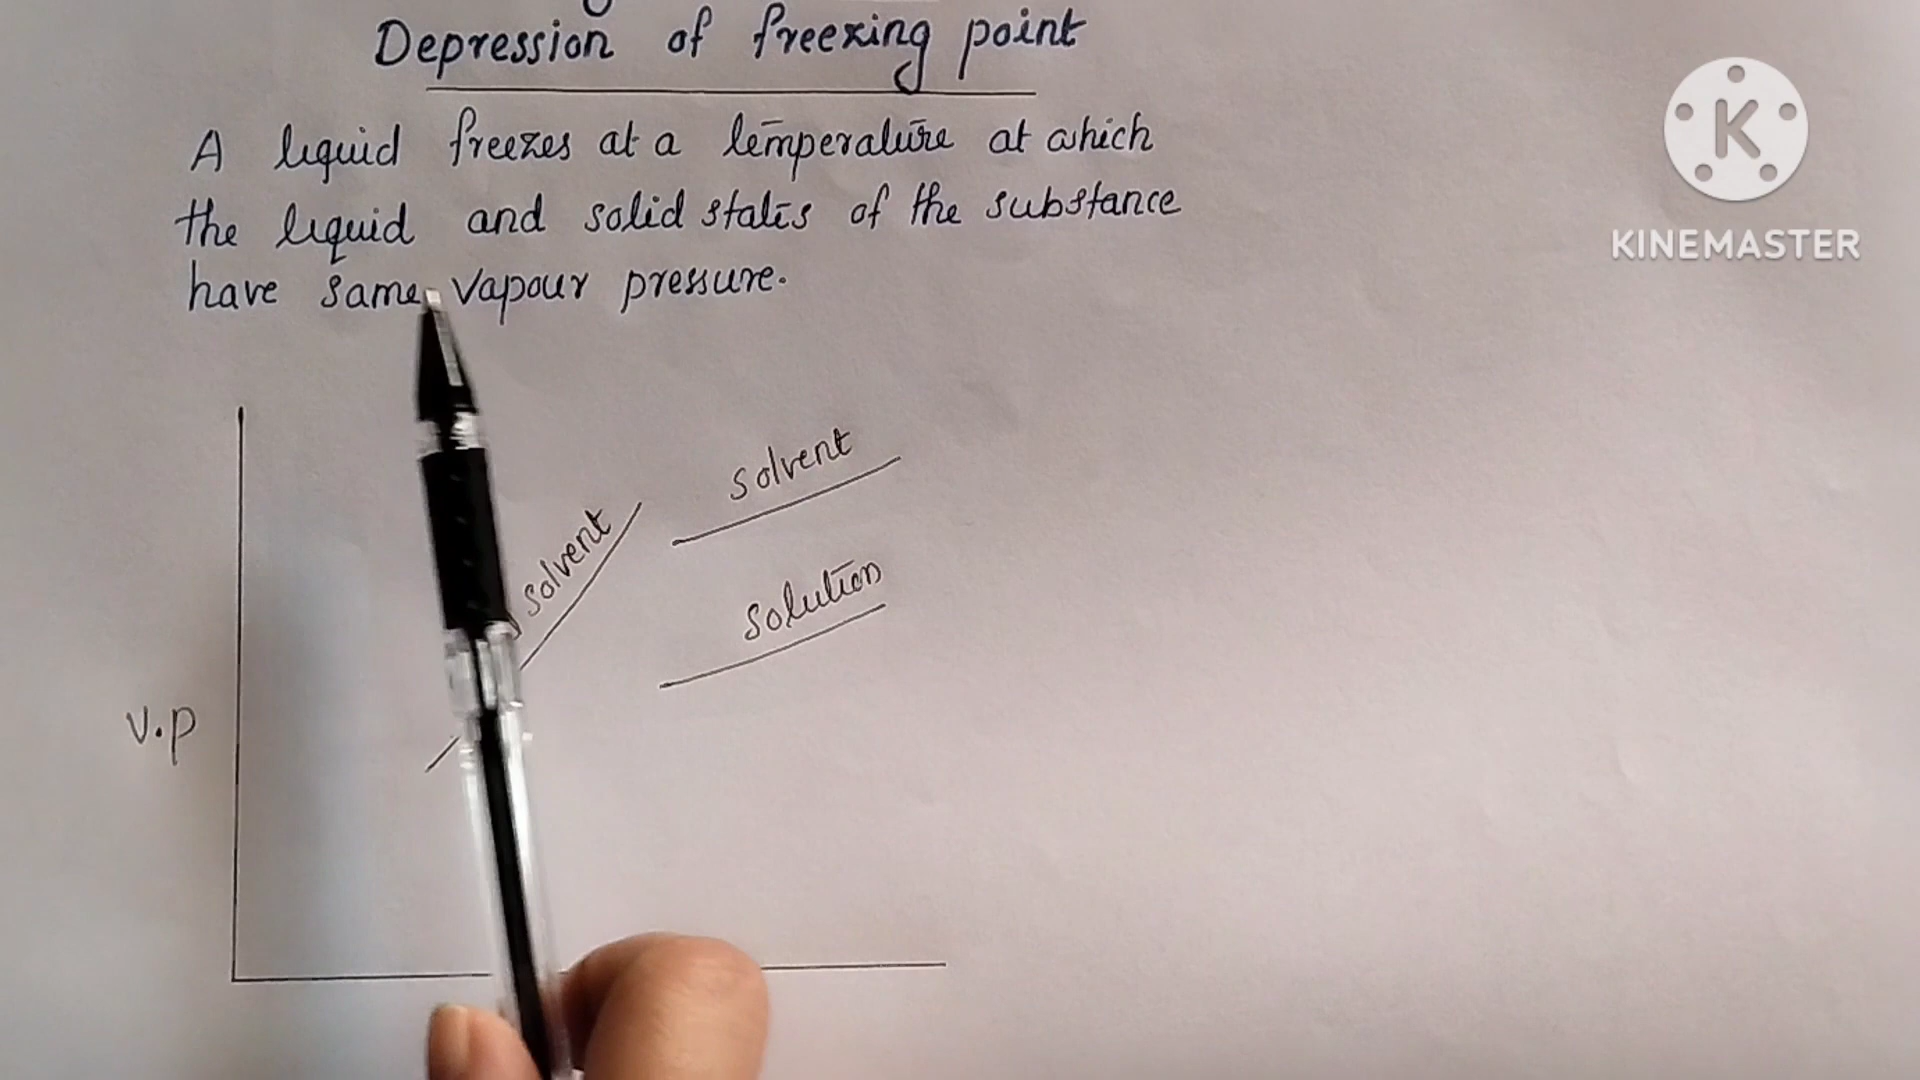 Depression of freezing point
A liquid freezes at a temperature at which
the liquid and solid states of the substance
have same vapour pressure.
solvent
solvent
solution
v.p
K
KINEMASTER